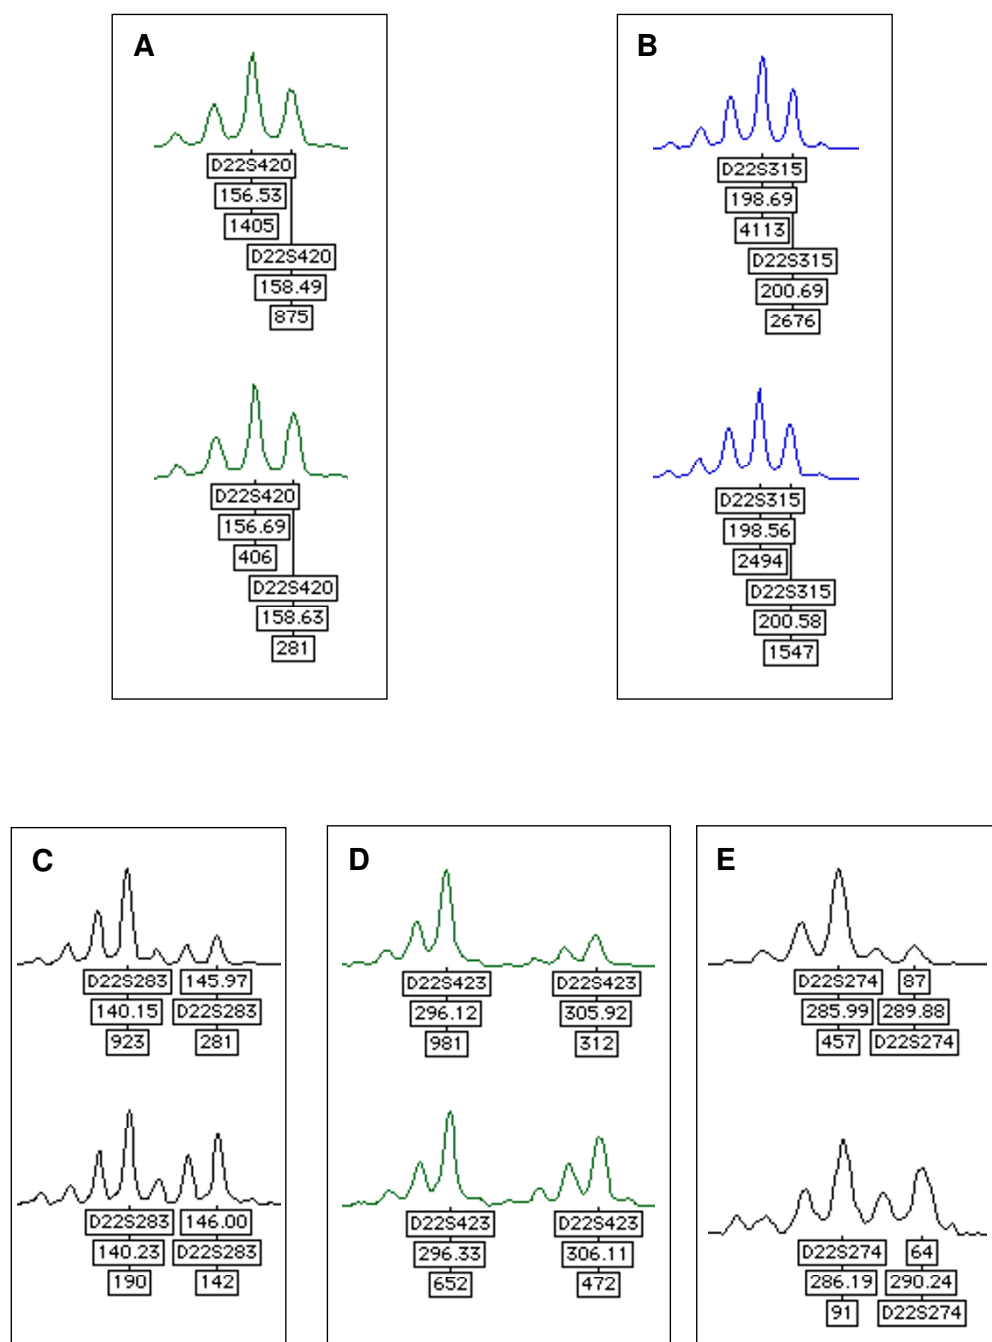 A
D22S420
156.53
1405
D22S420
158.49
875
D22S420
156.69
406
D22S420
158.63
281
B
D22S315
198.69
4113
D22S315
200.69
2676
D22S315
198.56
2494
D22S315
200.58
1547
C
D22S283 145.97
140.15 D22S283
923 281
D22S283 146.00
140.23 D22S283
190 142
D
D22S423 D22S423
296.12 305.92
981 312
D22S423 D22S423
296.33 306.11
652 472
E
D22S274 87
285.99 289.88
457 D22S274
D22S274 64
286.19 290.24
91 D22S274